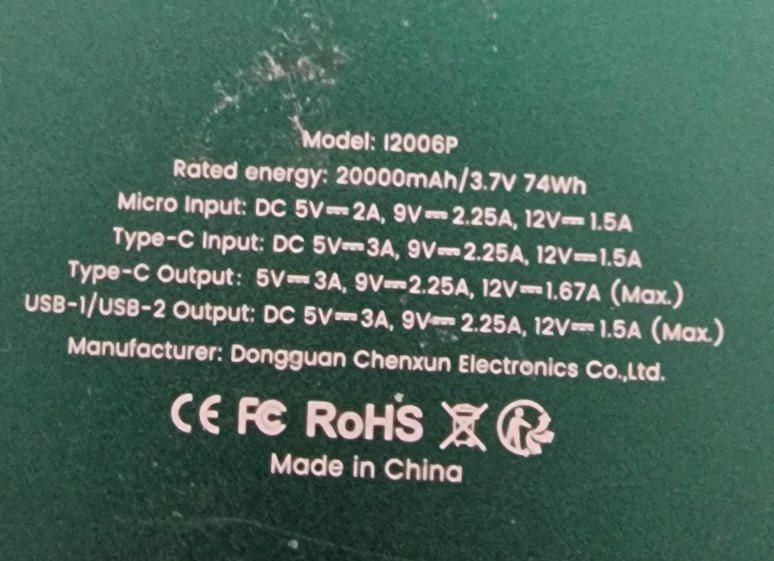 Model: I2006P
Rated energy: 20000mAh/3.7V 74Wh
Micro Input: DC 5V⎓2A, 9V⎓2.25A, 12V⎓1.5A
Type-C Input: DC 5V⎓3A, 9V⎓2.25A, 12V⎓1.5A
Type-C Output: 5V⎓3A, 9V⎓2.25A, 12V⎓1.67A (Max.)
USB-1/USB-2 Output: DC 5V⎓3A, 9V⎓2.25A, 12V⎓1.5A (Max.)
Manufacturer: Dongguan Chenxun Electronics Co.,Ltd.
CE FC RoHS
Made in China